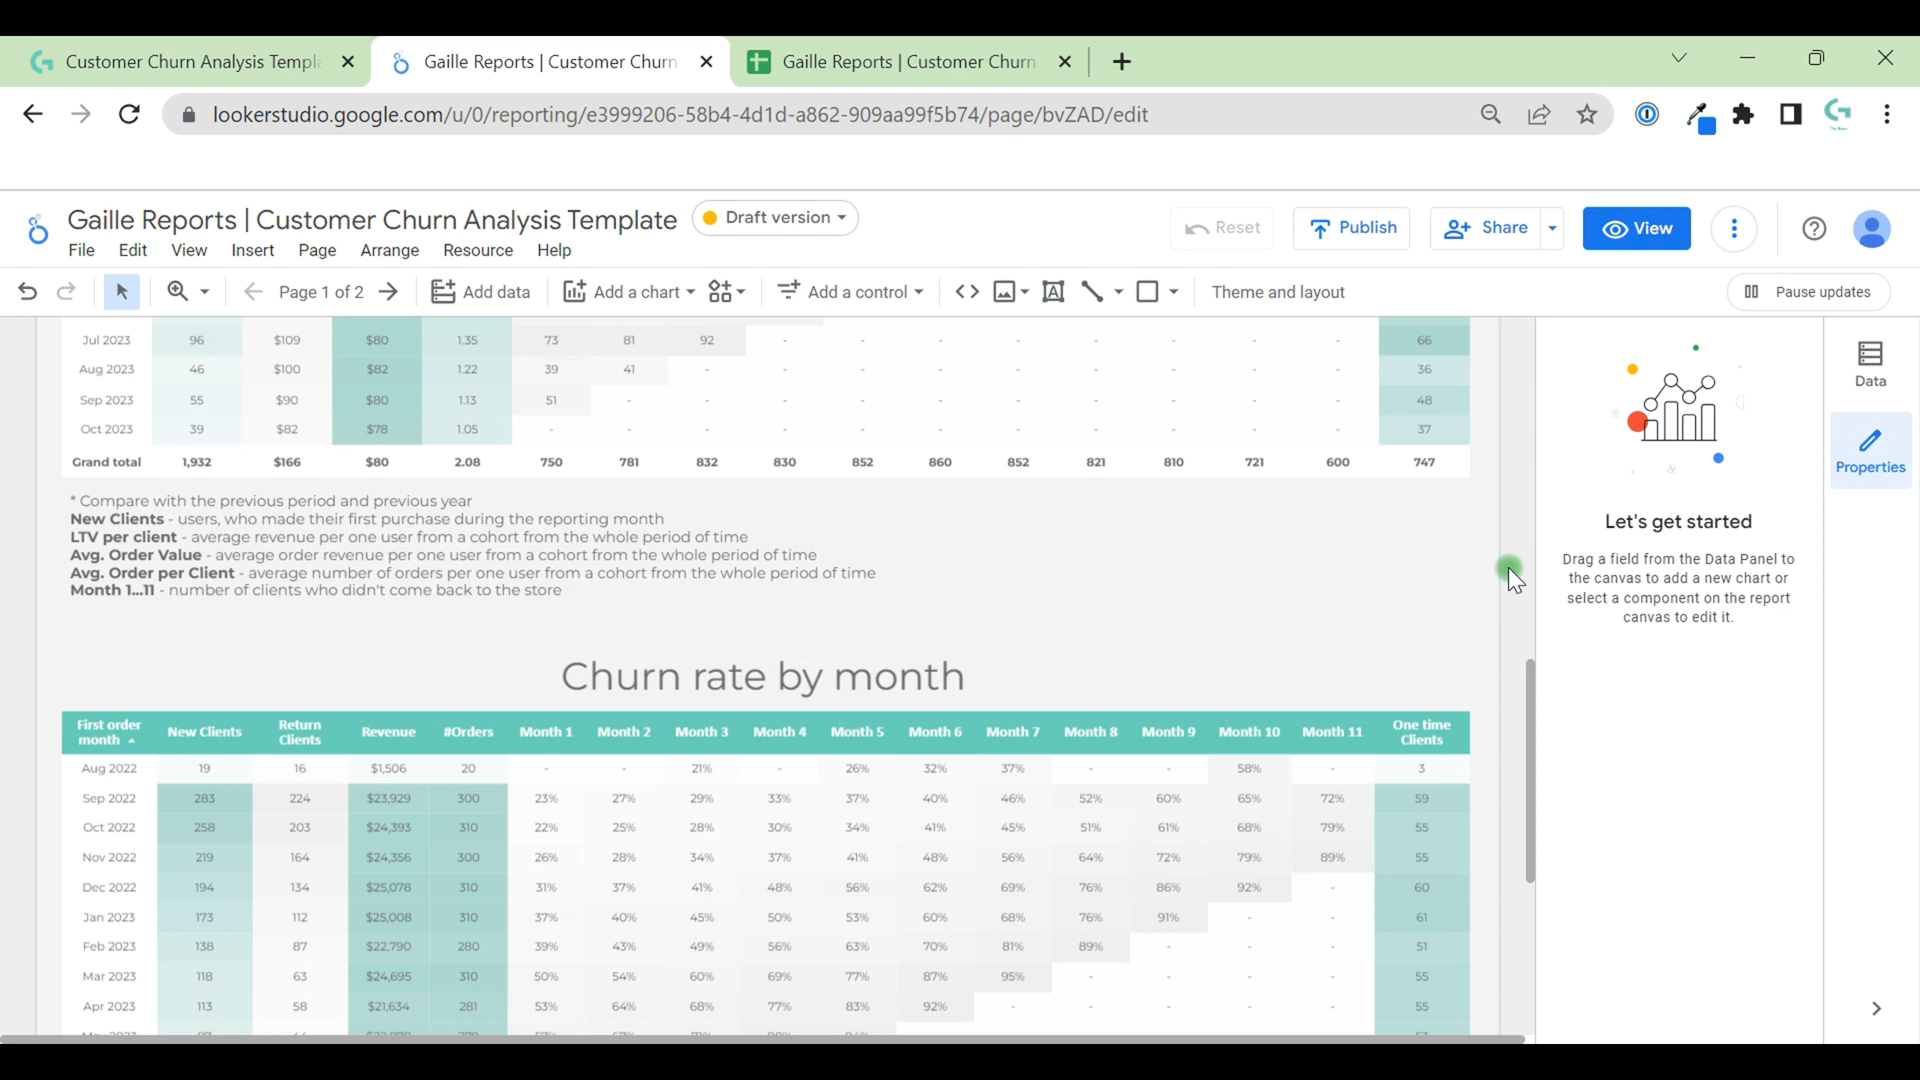 Customer Churn Analysis Templa
Gaille Reports | Customer Churn
Gaille Reports | Customer Churn
lookerstudio.google.com/u/0/reporting/e3999206-58b4-4d1d-a862-909aa99f5b74/page/bvZAD/edit
Gaille Reports | Customer Churn Analysis Template
Draft version
Reset
Publish
Share
View
File Edit View Insert Page Arrange Resource Help
Page 1 of 2
Add data
Add a chart
Add a control
Theme and layout
Pause updates
Jul 2023 96 $109 $80 1.35 73 81 92 - - - - - - - - 66
Aug 2023 46 $100 $82 1.22 39 41 - - - - - - - - - 36
Sep 2023 55 $90 $80 1.13 51 - - - - - - - - - - 48
Oct 2023 39 $82 $78 1.05 - - - - - - - - - - - 37
Grand total 1,932 $166 $80 2.08 750 781 832 830 852 860 852 821 810 721 600 747
* Compare with the previous period and previous year
New Clients - users, who made their first purchase during the reporting month
LTV per client - average revenue per one user from a cohort from the whole period of time
Avg. Order Value - average order revenue per one user from a cohort from the whole period of time
Avg. Order per Client - average number of orders per one user from a cohort from the whole period of time
Month 1...11 - number of clients who didn't come back to the store
Churn rate by month
First order month New Clients Return Clients Revenue #Orders Month 1 Month 2 Month 3 Month 4 Month 5 Month 6 Month 7 Month 8 Month 9 Month 10 Month 11 One time Clients
Aug 2022 19 16 $1,506 20 - - 21% - 26% 32% 37% - - 58% - 3
Sep 2022 283 224 $23,929 300 23% 27% 29% 33% 37% 40% 46% 52% 60% 65% 72% 59
Oct 2022 258 203 $24,393 310 22% 25% 28% 30% 34% 41% 45% 51% 61% 68% 79% 55
Nov 2022 219 164 $24,356 300 26% 28% 34% 37% 41% 48% 56% 64% 72% 79% 89% 55
Dec 2022 194 134 $25,078 310 31% 37% 41% 48% 56% 62% 69% 76% 86% 92% - 60
Jan 2023 173 112 $25,008 310 37% 40% 45% 50% 53% 60% 68% 76% 91% - - 61
Feb 2023 138 87 $22,790 280 39% 43% 49% 56% 63% 70% 81% 89% - - - 51
Mar 2023 118 63 $24,695 310 50% 54% 60% 69% 77% 87% 95% - - - - 55
Apr 2023 113 58 $21,634 281 53% 64% 68% 77% 83% 92% - - - - - 55
Let's get started
Drag a field from the Data Panel to
the canvas to add a new chart or
select a component on the report
canvas to edit it.
Data
Properties